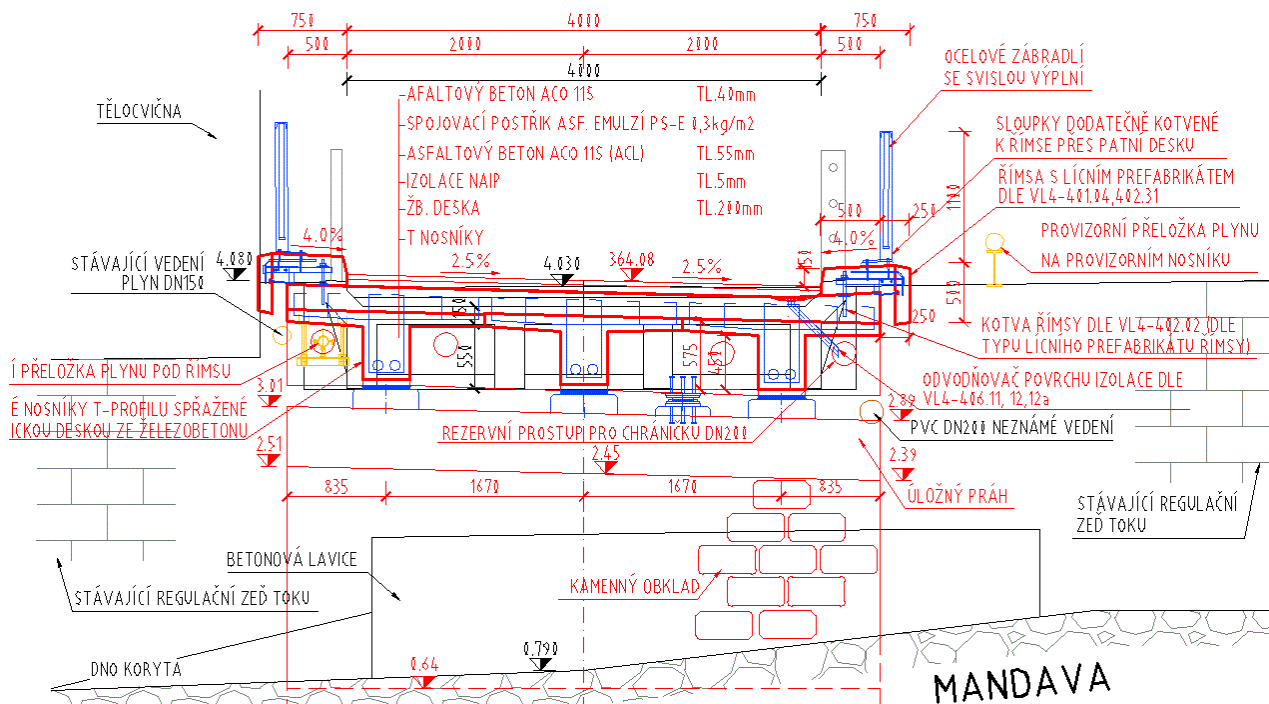 750
4000
750
500
2000
2000
500
4000
OCELOVÉ ZÁBRADLÍ
SE SVISLOU VÝPLNÍ
TĚLOCVIČNA
AFALTOVÝ BETON ACO 11S TL.40mm
SPOJOVACÍ POSTŘIK ASF. EMULZÍ PS-E 0,3kg/m2
ASFALTOVÝ BETON ACO 11S (ACL) TL.55mm
IZOLACE NAIP TL.5mm
ŽB. DESKA TL.200mm
T NOSNÍKY
SLOUPKY DODATEČNĚ KOTVENÉ
K ŘÍMSE PŘES PATNÍ DESKU
ŘÍMSA S LÍCNÍM PREFABRIKÁTEM
DLE VL4-401.04,402.31
1100
500
250
PROVIZORNÍ PŘELOŽKA PLYNU
NA PROVIZORNÍM NOSNÍKU
4.0%
4.0%
STÁVAJÍCÍ VEDENÍ
PLYN DN150
4.080
2.5%
4.030
364.08
2.5%
150
500
150
250
KOTVA ŘÍMSY DLE VL4-402.02 (DLE
TYPU LÍCNÍHO PREFABRIKÁTU ŘÍMSY)
550
575
450
Í PŘELOŽKA PLYNU POD ŘÍMSU
3.01
ODVODŇOVAČ POVRCHU IZOLACE DLE
VL4-406.11, 12,12a
É NOSNÍKY T-PROFILU SPŘAŽENÉ
ICKOU DESKOU ZE ŽELEZOBETONU
2.89
PVC DN200 NEZNÁMÉ VEDENÍ
REZERVNÍ PROSTUP PRO CHRÁNIČKU DN200
2.51
2.45
2.39
835
1670
1670
835
ÚLOŽNÝ PRÁH
STÁVAJÍCÍ REGULAČNÍ
ZEĎ TOKU
BETONOVÁ LAVICE
KAMENNÝ OBKLAD
STÁVAJÍCÍ REGULAČNÍ ZEĎ TOKU
DNO KORYTA
0,64
0,790
MANDAVA